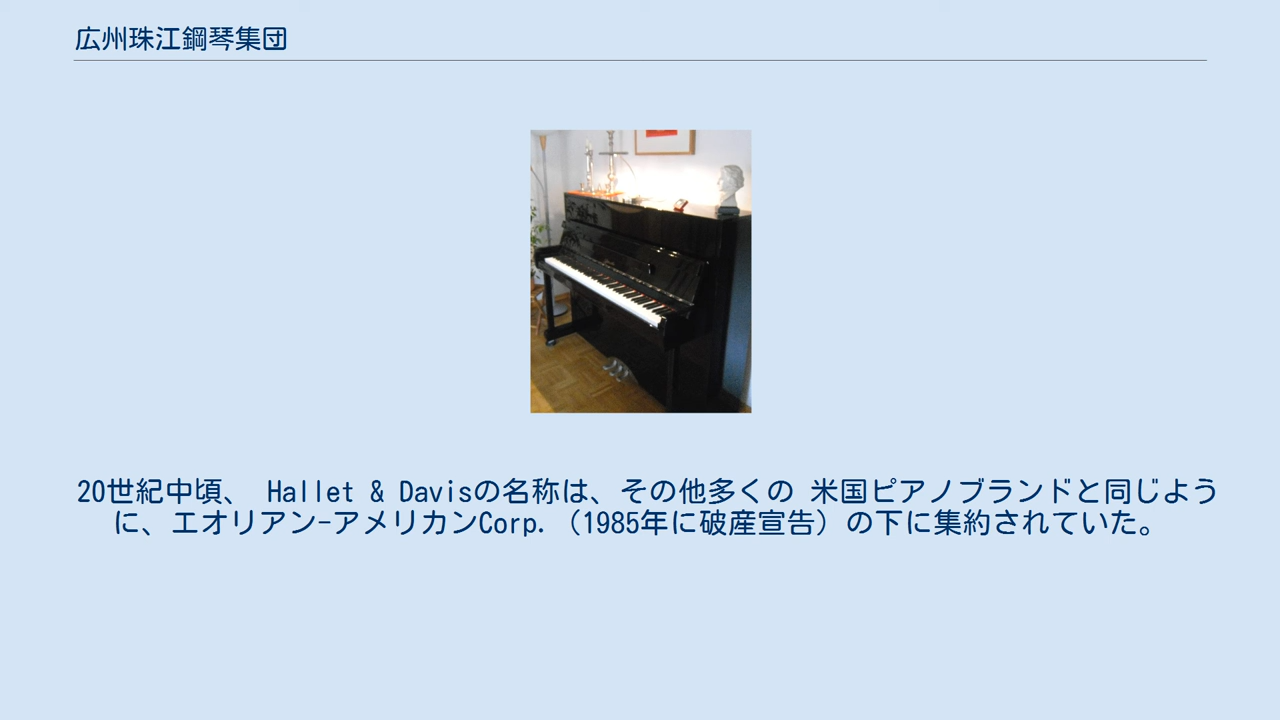 広州珠江鋼琴集団
20世紀中頃、 Hallet & Davisの名称は、その他多くの 米国ピアノブランドと同じよう
に、エオリアン-アメリカンCorp.（1985年に破産宣告）の下に集約されていた。